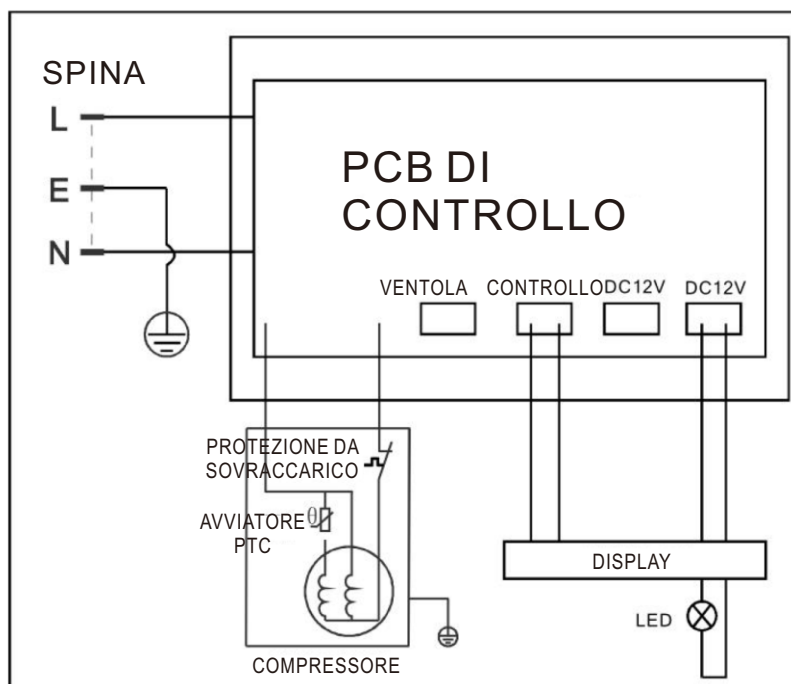 SPINA
L
E
N
PCB DI
CONTROLLO
VENTOLA CONTROLLO DC12V DC12V
PROTEZIONE DA
SOVRACCARICO
AVVIATORE θ
PTC
DISPLAY
LED
COMPRESSORE